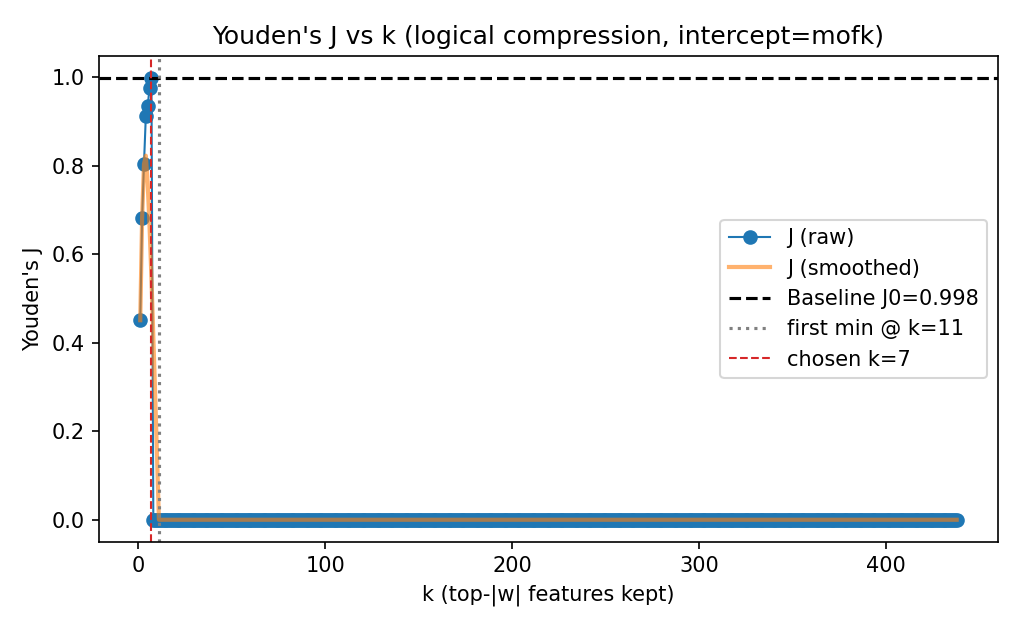 Youden's J vs k (logical compression, intercept=mofk)
Youden's J
1.0
0.8
0.6
0.4
0.2
0.0
J (raw)
J (smoothed)
Baseline J0=0.998
first min @ k=11
chosen k=7
0 100 200 300 400
k (top-|w| features kept)